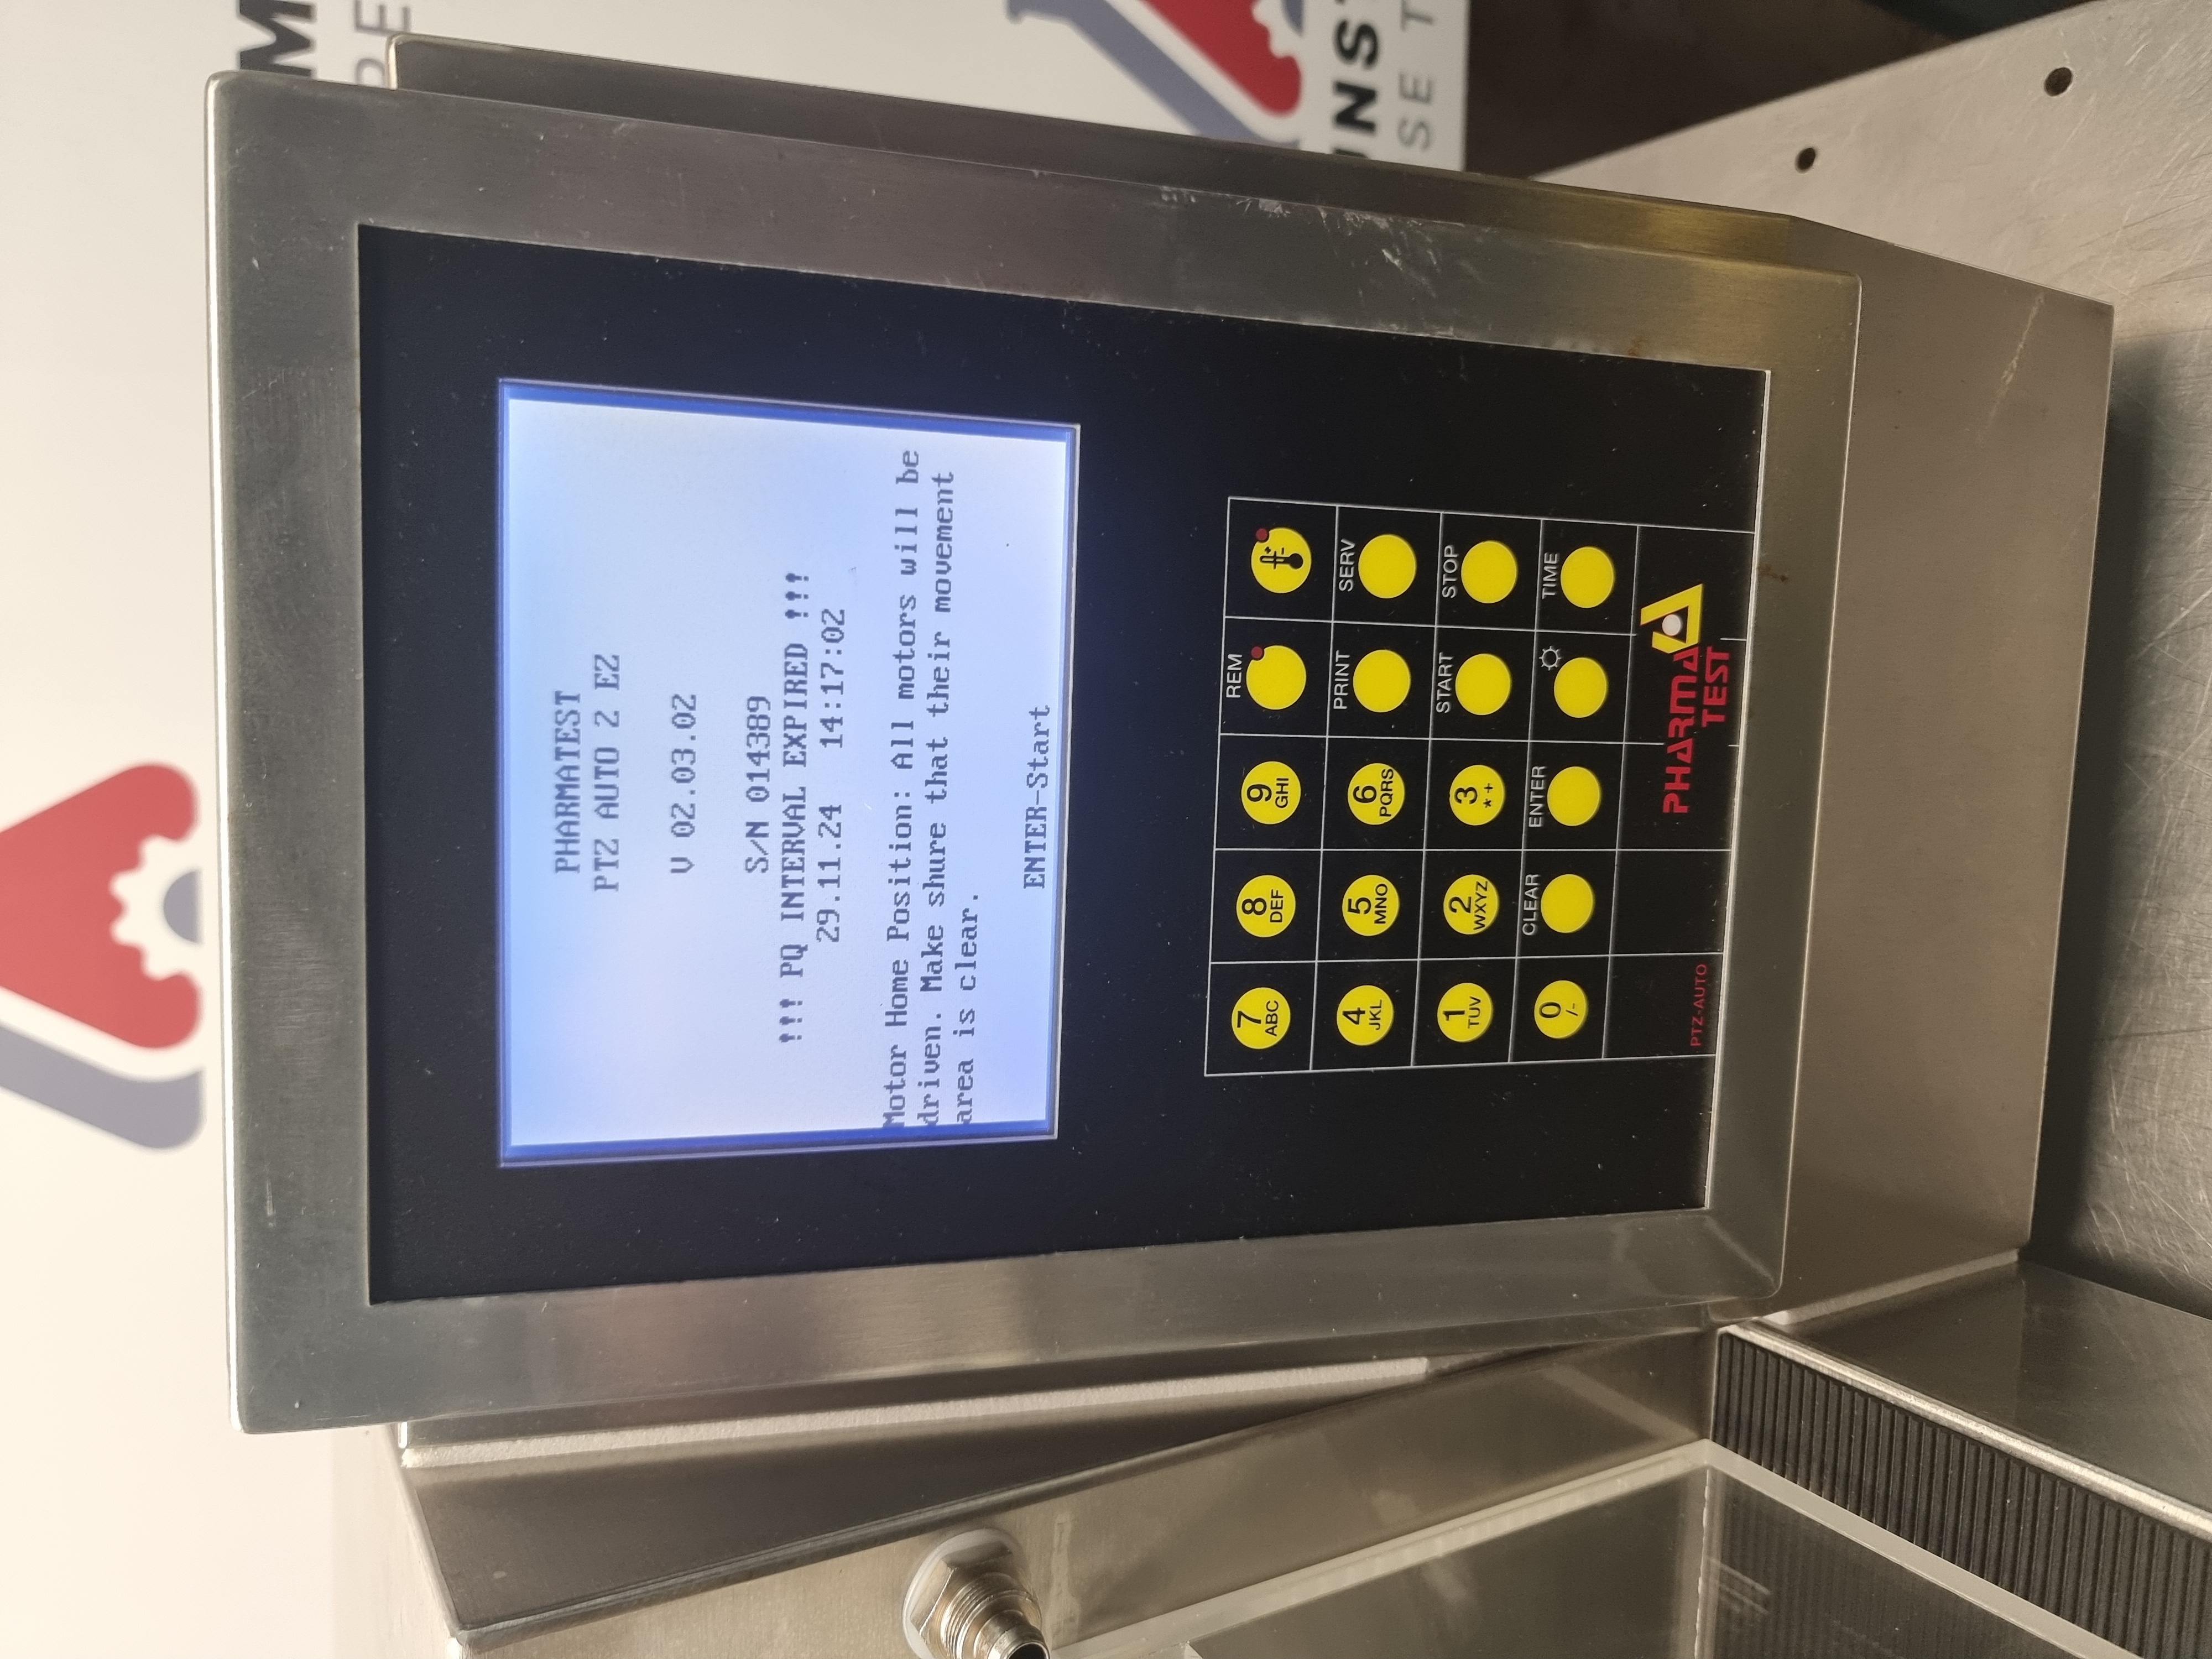 PHARMATEST
PTZ AUTO 2 EZ
V 02.03.02
S/N 014389
!!! PQ INTERVAL EXPIRED !!!
29.11.24 14:17:02
Motor Home Position: All motors will be
driven. Make shure that their movement
area is clear.
ENTER-Start
7 ABC
8 DEF
9 GHI
REM
4 JKL
5 MNO
6 PQRS
PRINT
SERV
1 TUV
2 WXYZ
3 *+
START
STOP
0 /-
CLEAR
ENTER
TIME
PTZ-AUTO
PHARMA
TEST